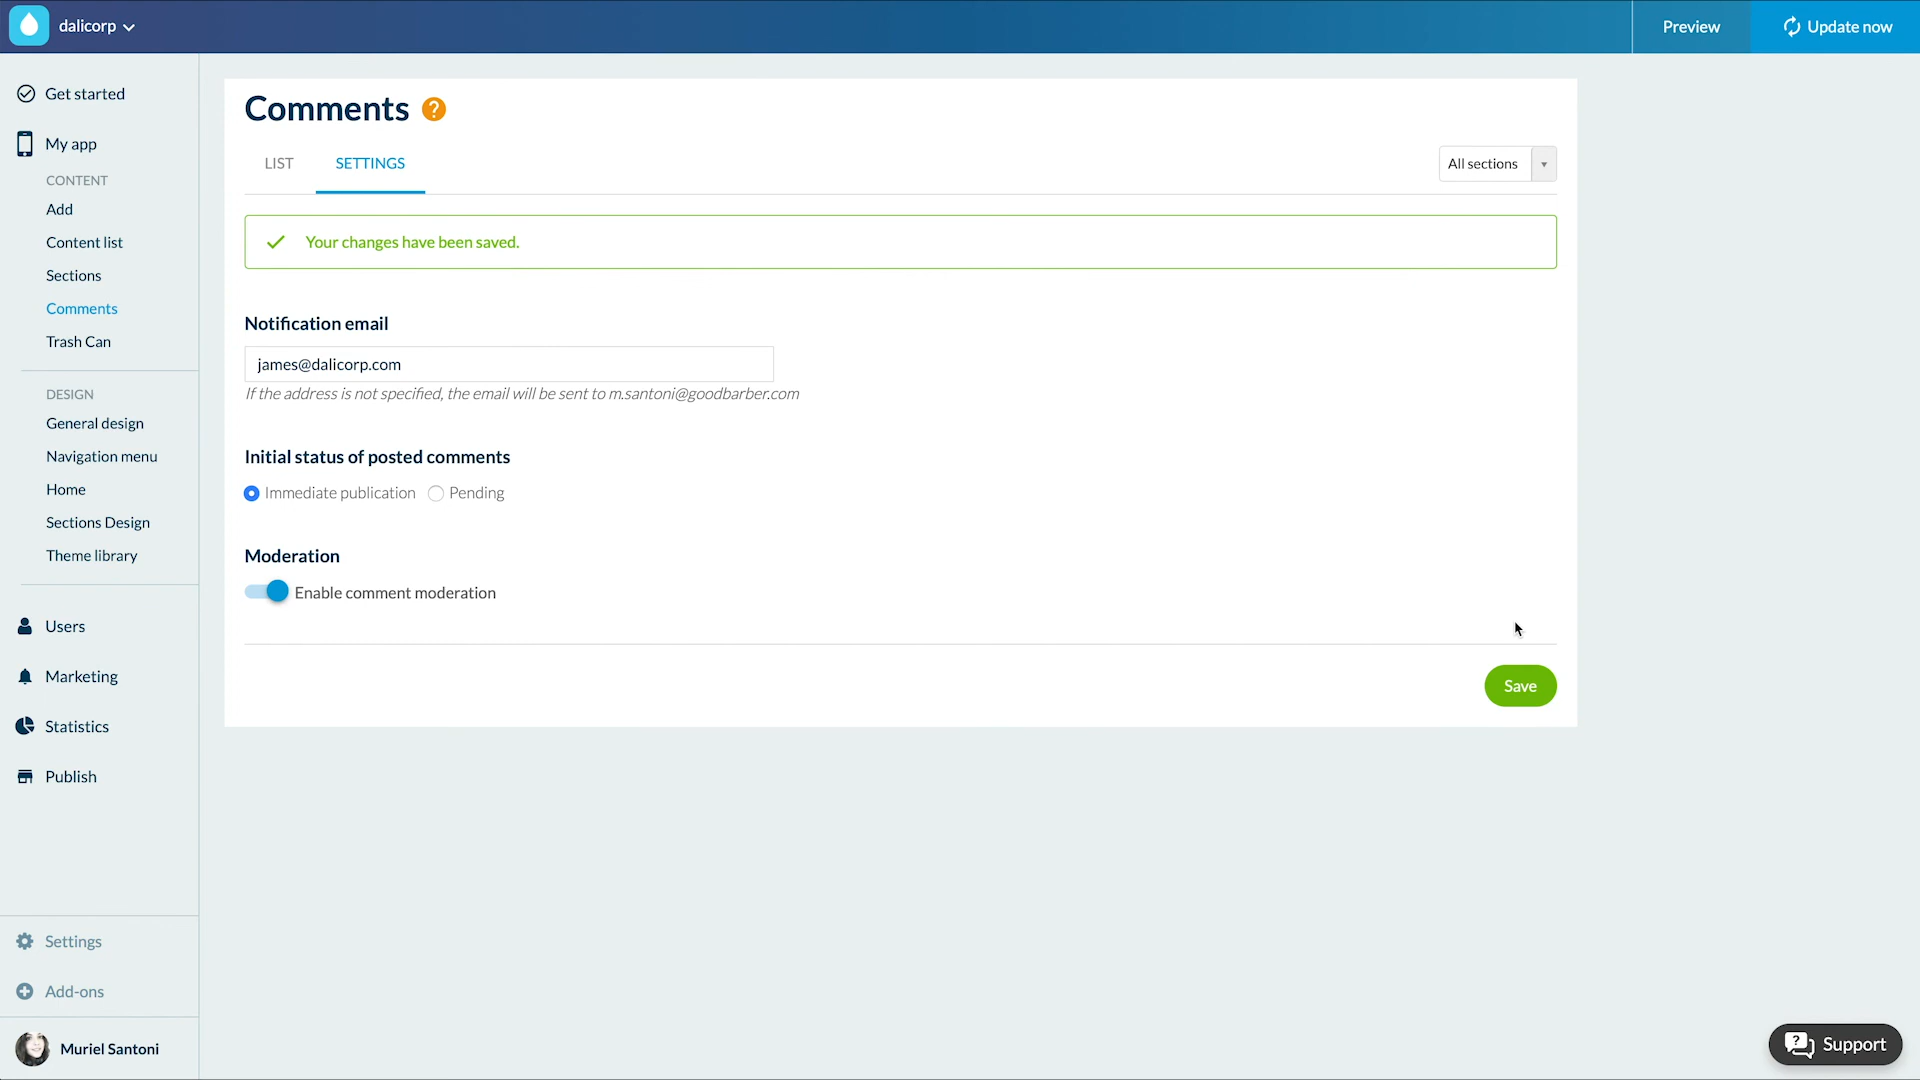 dalicorp
Preview
Update now
Get started
My app
CONTENT
Add
Content list
Sections
Comments
Trash Can
DESIGN
General design
Navigation menu
Home
Sections Design
Theme library
Users
Marketing
Statistics
Publish
Settings
Add-ons
Muriel Santoni
Comments ?
LIST SETTINGS
All sections
Your changes have been saved.
Notification email
james@dalicorp.com
If the address is not specified, the email will be sent to m.santoni@goodbarber.com
Initial status of posted comments
Immediate publication Pending
Moderation
Enable comment moderation
Save
? Support